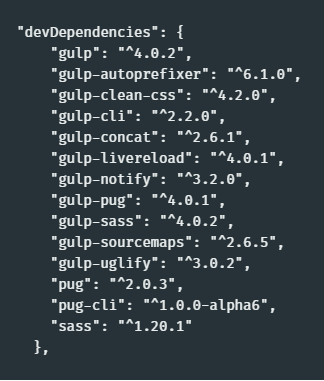 "devDependencies": {
"gulp": "^4.0.2",
"gulp-autoprefixer": "^6.1.0",
"gulp-clean-css": "^4.2.0",
"gulp-cli": "^2.2.0",
"gulp-concat": "^2.6.1",
"gulp-livereload": "^4.0.1",
"gulp-notify": "^3.2.0",
"gulp-pug": "^4.0.1",
"gulp-sass": "^4.0.2",
"gulp-sourcemaps": "^2.6.5",
"gulp-uglify": "^3.0.2",
"pug": "^2.0.3",
"pug-cli": "^1.0.0-alpha6",
"sass": "^1.20.1"
},